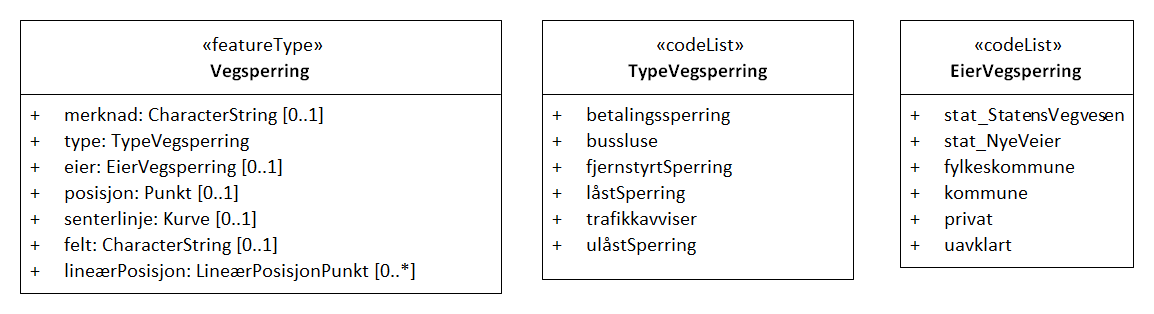 «featureType»
Vegsperring
+ merknad: CharacterString [0..1]
+ type: TypeVegsperring
+ eier: EierVegsperring [0..1]
+ posisjon: Punkt [0..1]
+ senterlinje: Kurve [0..1]
+ felt: CharacterString [0..1]
+ lineærPosisjon: LineærPosisjonPunkt [0..*]
«codeList»
TypeVegsperring
+ betalingssperring
+ bussluse
+ fjernstyrtSperring
+ låstSperring
+ trafikkavviser
+ ulåstSperring
«codeList»
EierVegsperring
+ stat_StatensVegvesen
+ stat_NyeVeier
+ fylkeskommune
+ kommune
+ privat
+ uavklart